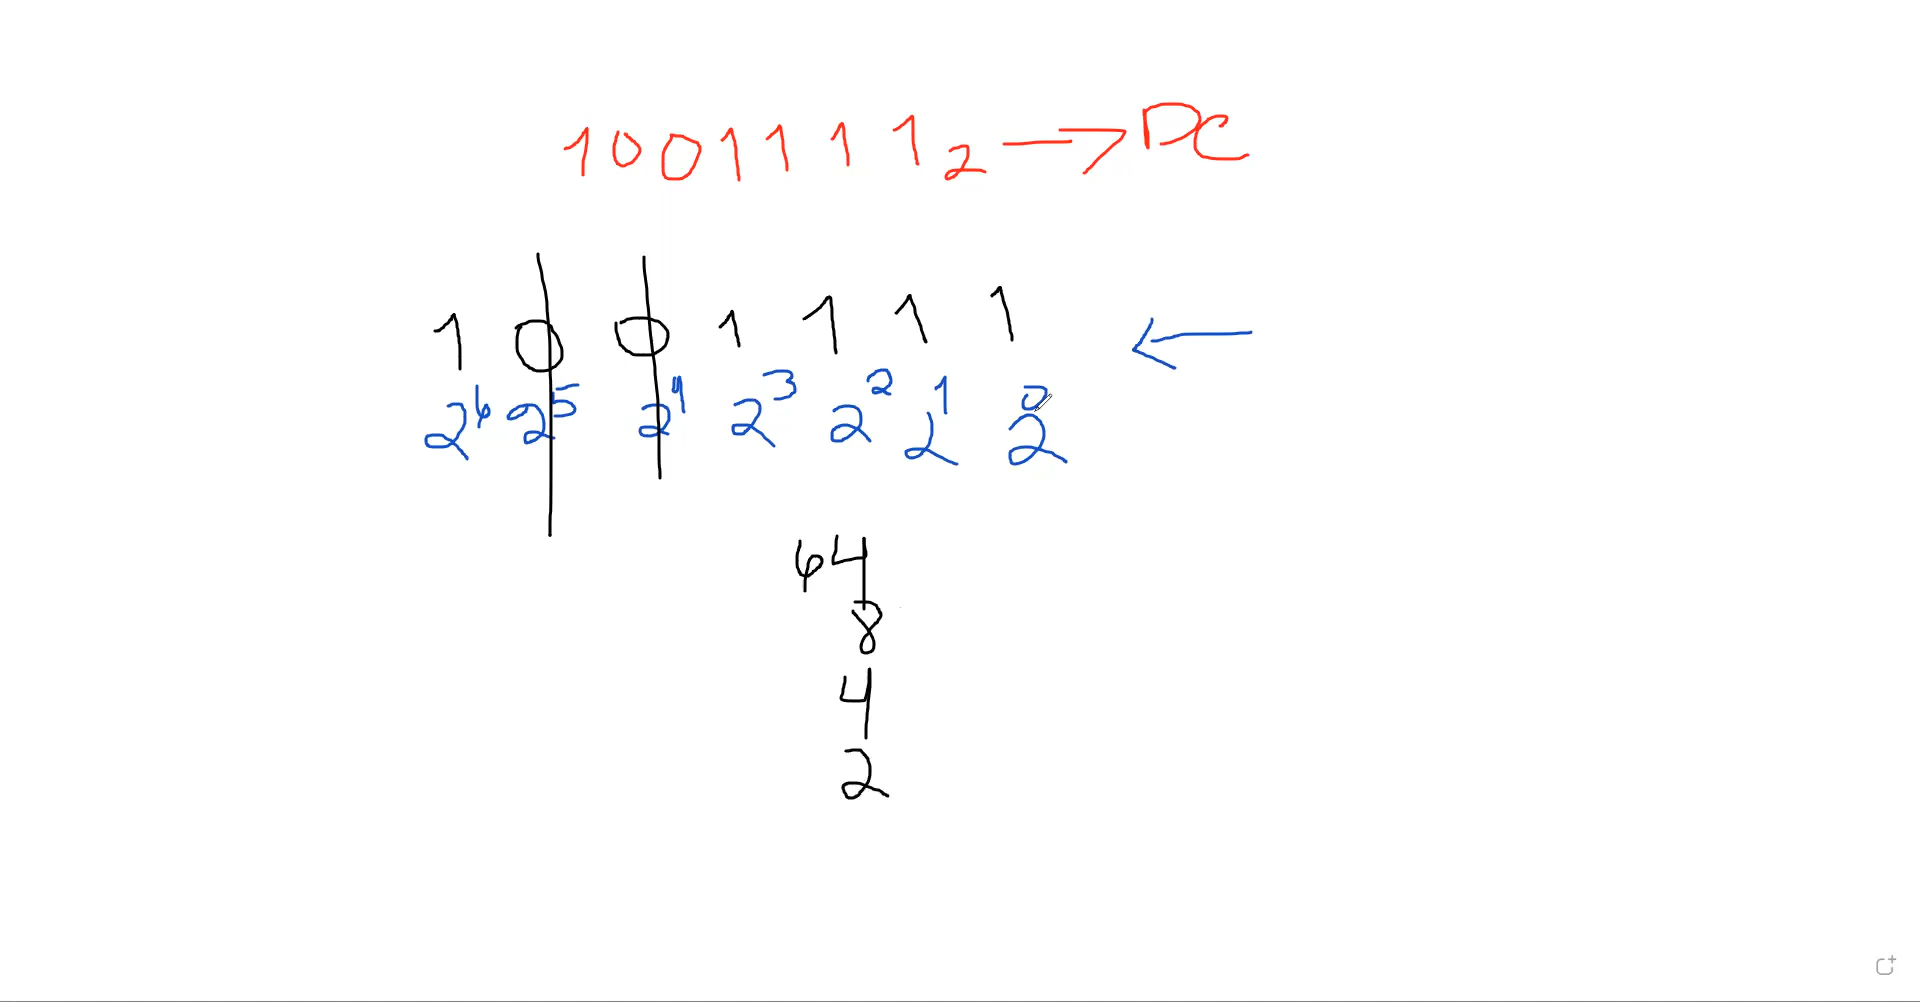 1001111₂ → DC
1 0 0 1 1 1 1 ←
2⁶ 2⁵ 2⁴ 2³ 2² 2¹ 2⁰
64
8
4
2